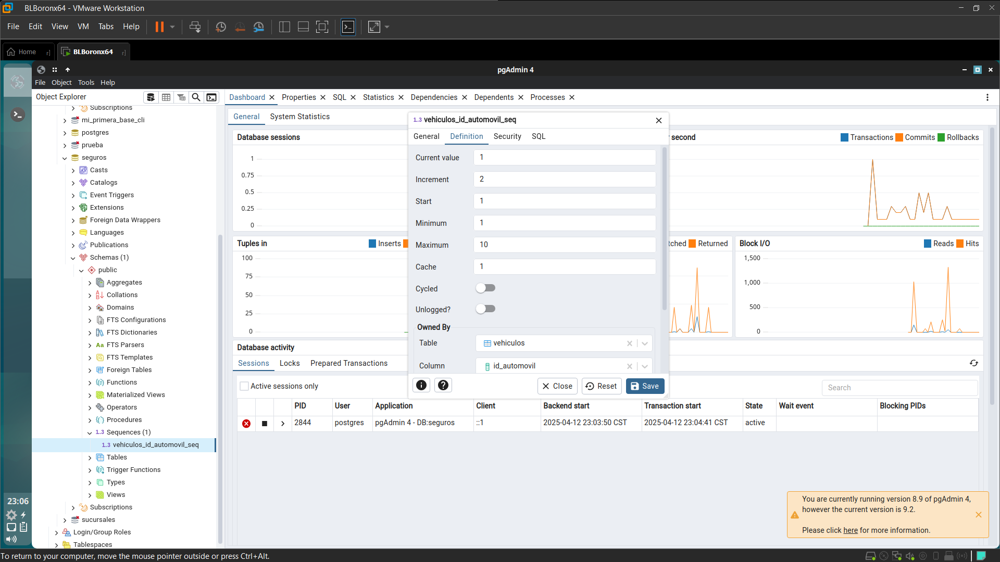 BLBoronx64 - VMware Workstation
File Edit View VM Tabs Help
Home
BLBoronx64
pgAdmin 4
File Object Tools Help
Object Explorer
Subscriptions
mi_primera_base_cli
postgres
prueba
seguros
Casts
Catalogs
Event Triggers
Extensions
Foreign Data Wrappers
Languages
Publications
Schemas (1)
public
Aggregates
Collations
Domains
FTS Configurations
FTS Dictionaries
FTS Parsers
FTS Templates
Foreign Tables
Functions
Materialized Views
Operators
Procedures
1..3 Sequences (1)
1..3 vehiculos_id_automovil_seq
Tables
Trigger Functions
Types
Views
Subscriptions
sucursales
Login/Group Roles
Tablespaces
23:06
Dashboard Properties SQL Statistics Dependencies Dependents Processes
General System Statistics
Database sessions
1
0.75
0.5
0.25
0
r second
Transactions Commits Rollbacks
Tuples in
Inserts
100
75
50
25
0
tched Returned
Block I/O
Reads Hits
1,500
1,000
500
0
1..3 vehiculos_id_automovil_seq
General Definition Security SQL
Current value 1
Increment 2
Start 1
Minimum 1
Maximum 10
Cache 1
Cycled
Unlogged?
Owned By
Table vehiculos
Column id_automovil
Close Reset Save
Database activity
Sessions Locks Prepared Transactions
Active sessions only
Search
PID User Application Client Backend start Transaction start State Wait event Blocking PIDs
2844 postgres pgAdmin 4 - DB:seguros ::1 2025-04-12 23:03:50 CST 2025-04-12 23:04:41 CST active
You are currently running version 8.9 of pgAdmin 4,
however the current version is 9.2.
Please click here for more information.
To return to your computer, move the mouse pointer outside or press Ctrl+Alt.